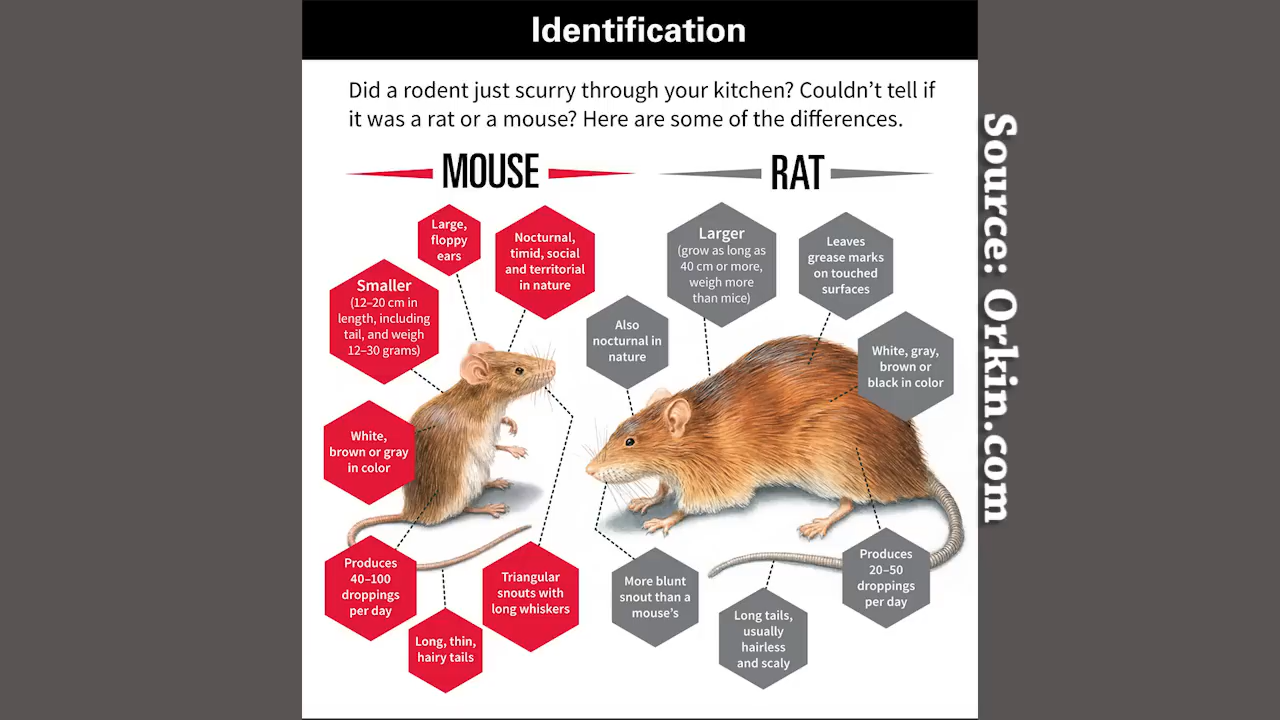 Identification
Did a rodent just scurry through your kitchen? Couldn't tell if
it was a rat or a mouse? Here are some of the differences.
MOUSE
Large,
floppy
ears
Nocturnal,
timid, social
and territorial
in nature
Smaller
(12–20 cm in
length, including
tail, and weigh
12–30 grams)
White,
brown or gray
in color
Produces
40–100
droppings
per day
Long, thin,
hairy tails
Triangular
snouts with
long whiskers
RAT
Larger
(grow as long as
40 cm or more,
weigh more
than mice)
Leaves
grease marks
on touched
surfaces
Also
nocturnal in
nature
White, gray,
brown or
black in color
More blunt
snout than a
mouse's
Long tails,
usually
hairless
and scaly
Produces
20–50
droppings
per day
Source: Orkin.com